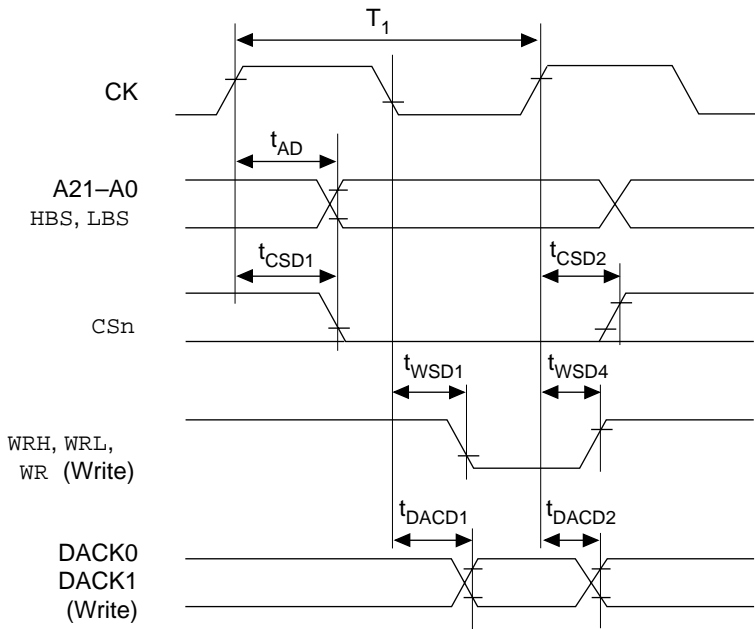 T1
CK
tAD
A21–A0
HBS, LBS
tCSD1
tCSD2
CSn
tWSD1
tWSD4
WRH, WRL,
WR (Write)
tDACD1
tDACD2
DACK0
DACK1
(Write)